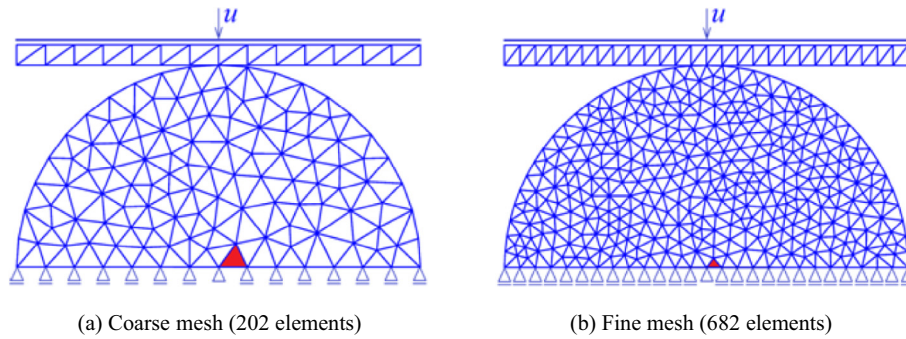 u
u
(a) Coarse mesh (202 elements)
(b) Fine mesh (682 elements)